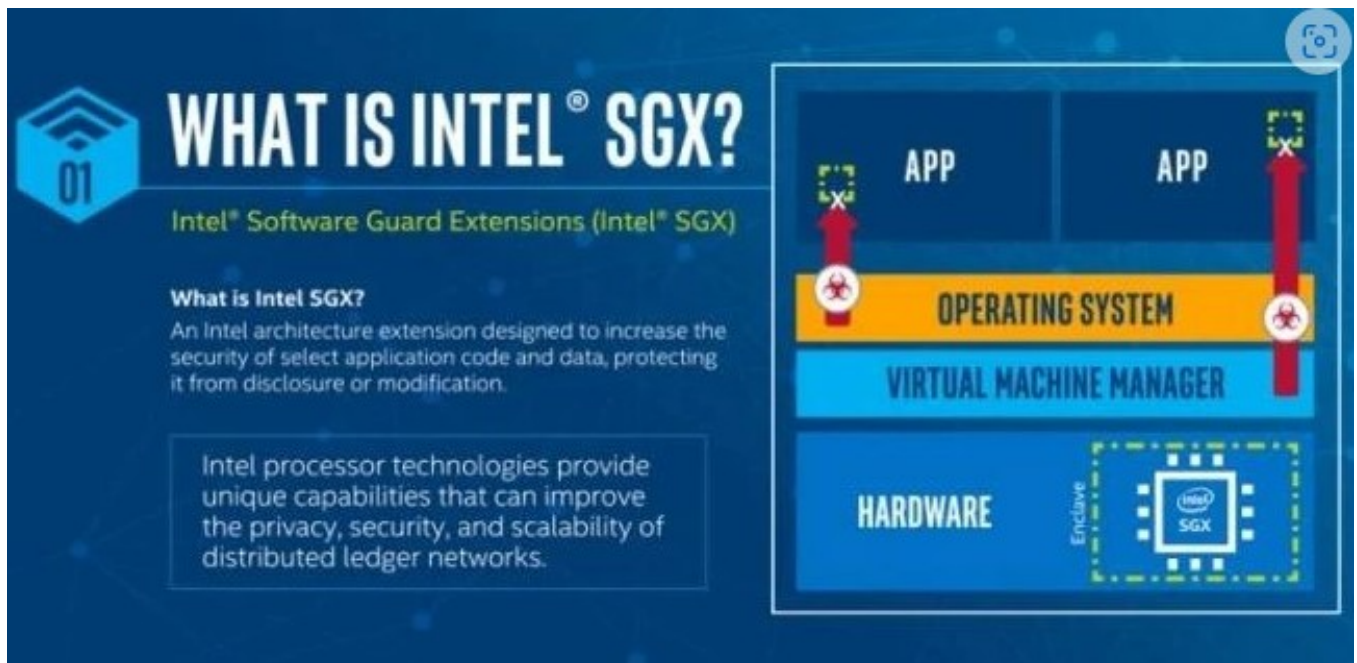 01
WHAT IS INTEL® SGX?
Intel® Software Guard Extensions (Intel® SGX)
What is Intel SGX?
An Intel architecture extension designed to increase the
security of select application code and data, protecting
it from disclosure or modification.
Intel processor technologies provide
unique capabilities that can improve
the privacy, security, and scalability of
distributed ledger networks.
APP
APP
OPERATING SYSTEM
VIRTUAL MACHINE MANAGER
HARDWARE
Enclave
intel
SGX